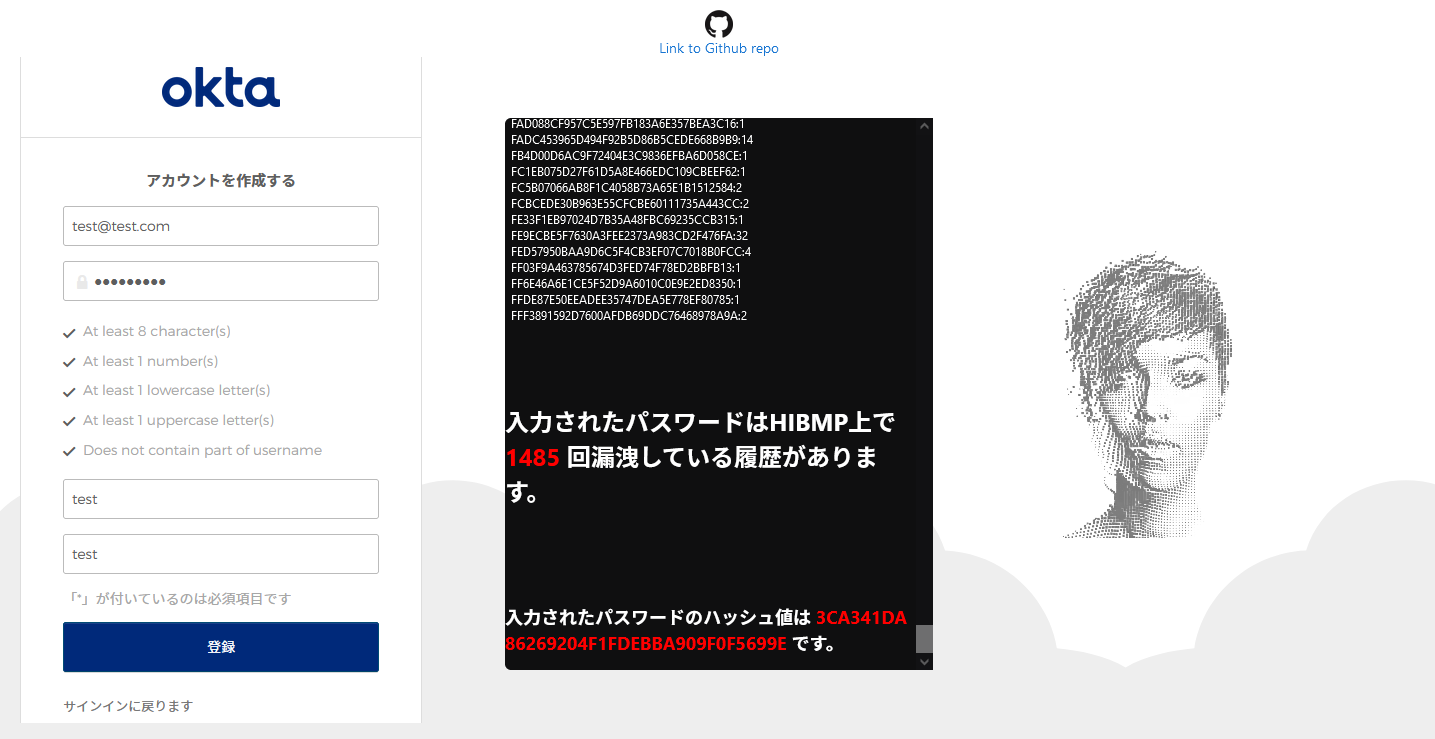 Link to Github repo
okta
アカウントを作成する
test@test.com
●●●●●●●●●
At least 8 character(s)
At least 1 number(s)
At least 1 lowercase letter(s)
At least 1 uppercase letter(s)
Does not contain part of username
test
test
「*」が付いているのは必須項目です
登録
サインインに戻ります
FAD088CF957C5E597FB183A6E357BEA3C16:1
FADC453965D494F92B5D86B5CEDE668B9B9:14
FB4D00D6AC9F72404E3C9836EFBA6D058CE:1
FC1EB075D27F61D5A8E466EDC109CBEEF62:1
FC5B07066AB8F1C4058B73A65E1B1512584:2
FCBCEDE30B963E55CFCBE60111735A443CC:2
FE33F1EB97024D7B35A48FBC69235CCB315:1
FE9ECBE5F7630A3FEE2373A983CD2F476FA:32
FED57950BAA9D6C5F4CB3EF07C7018B0FCC:4
FF03F9A463785674D3FED74F78ED2BBFB13:1
FF6E46A6E1CE5F52D9A6010C0E9E2ED8350:1
FFDE87E50EEADEE35747DEA5E778EF80785:1
FFF3891592D7600AFDB69DDC76468978A9A:2
入力されたパスワードはHIBMP上で
1485 回漏洩している履歴がありま
す。
入力されたパスワードのハッシュ値は 3CA341DA
86269204F1FDEBBA909F0F5699E です。